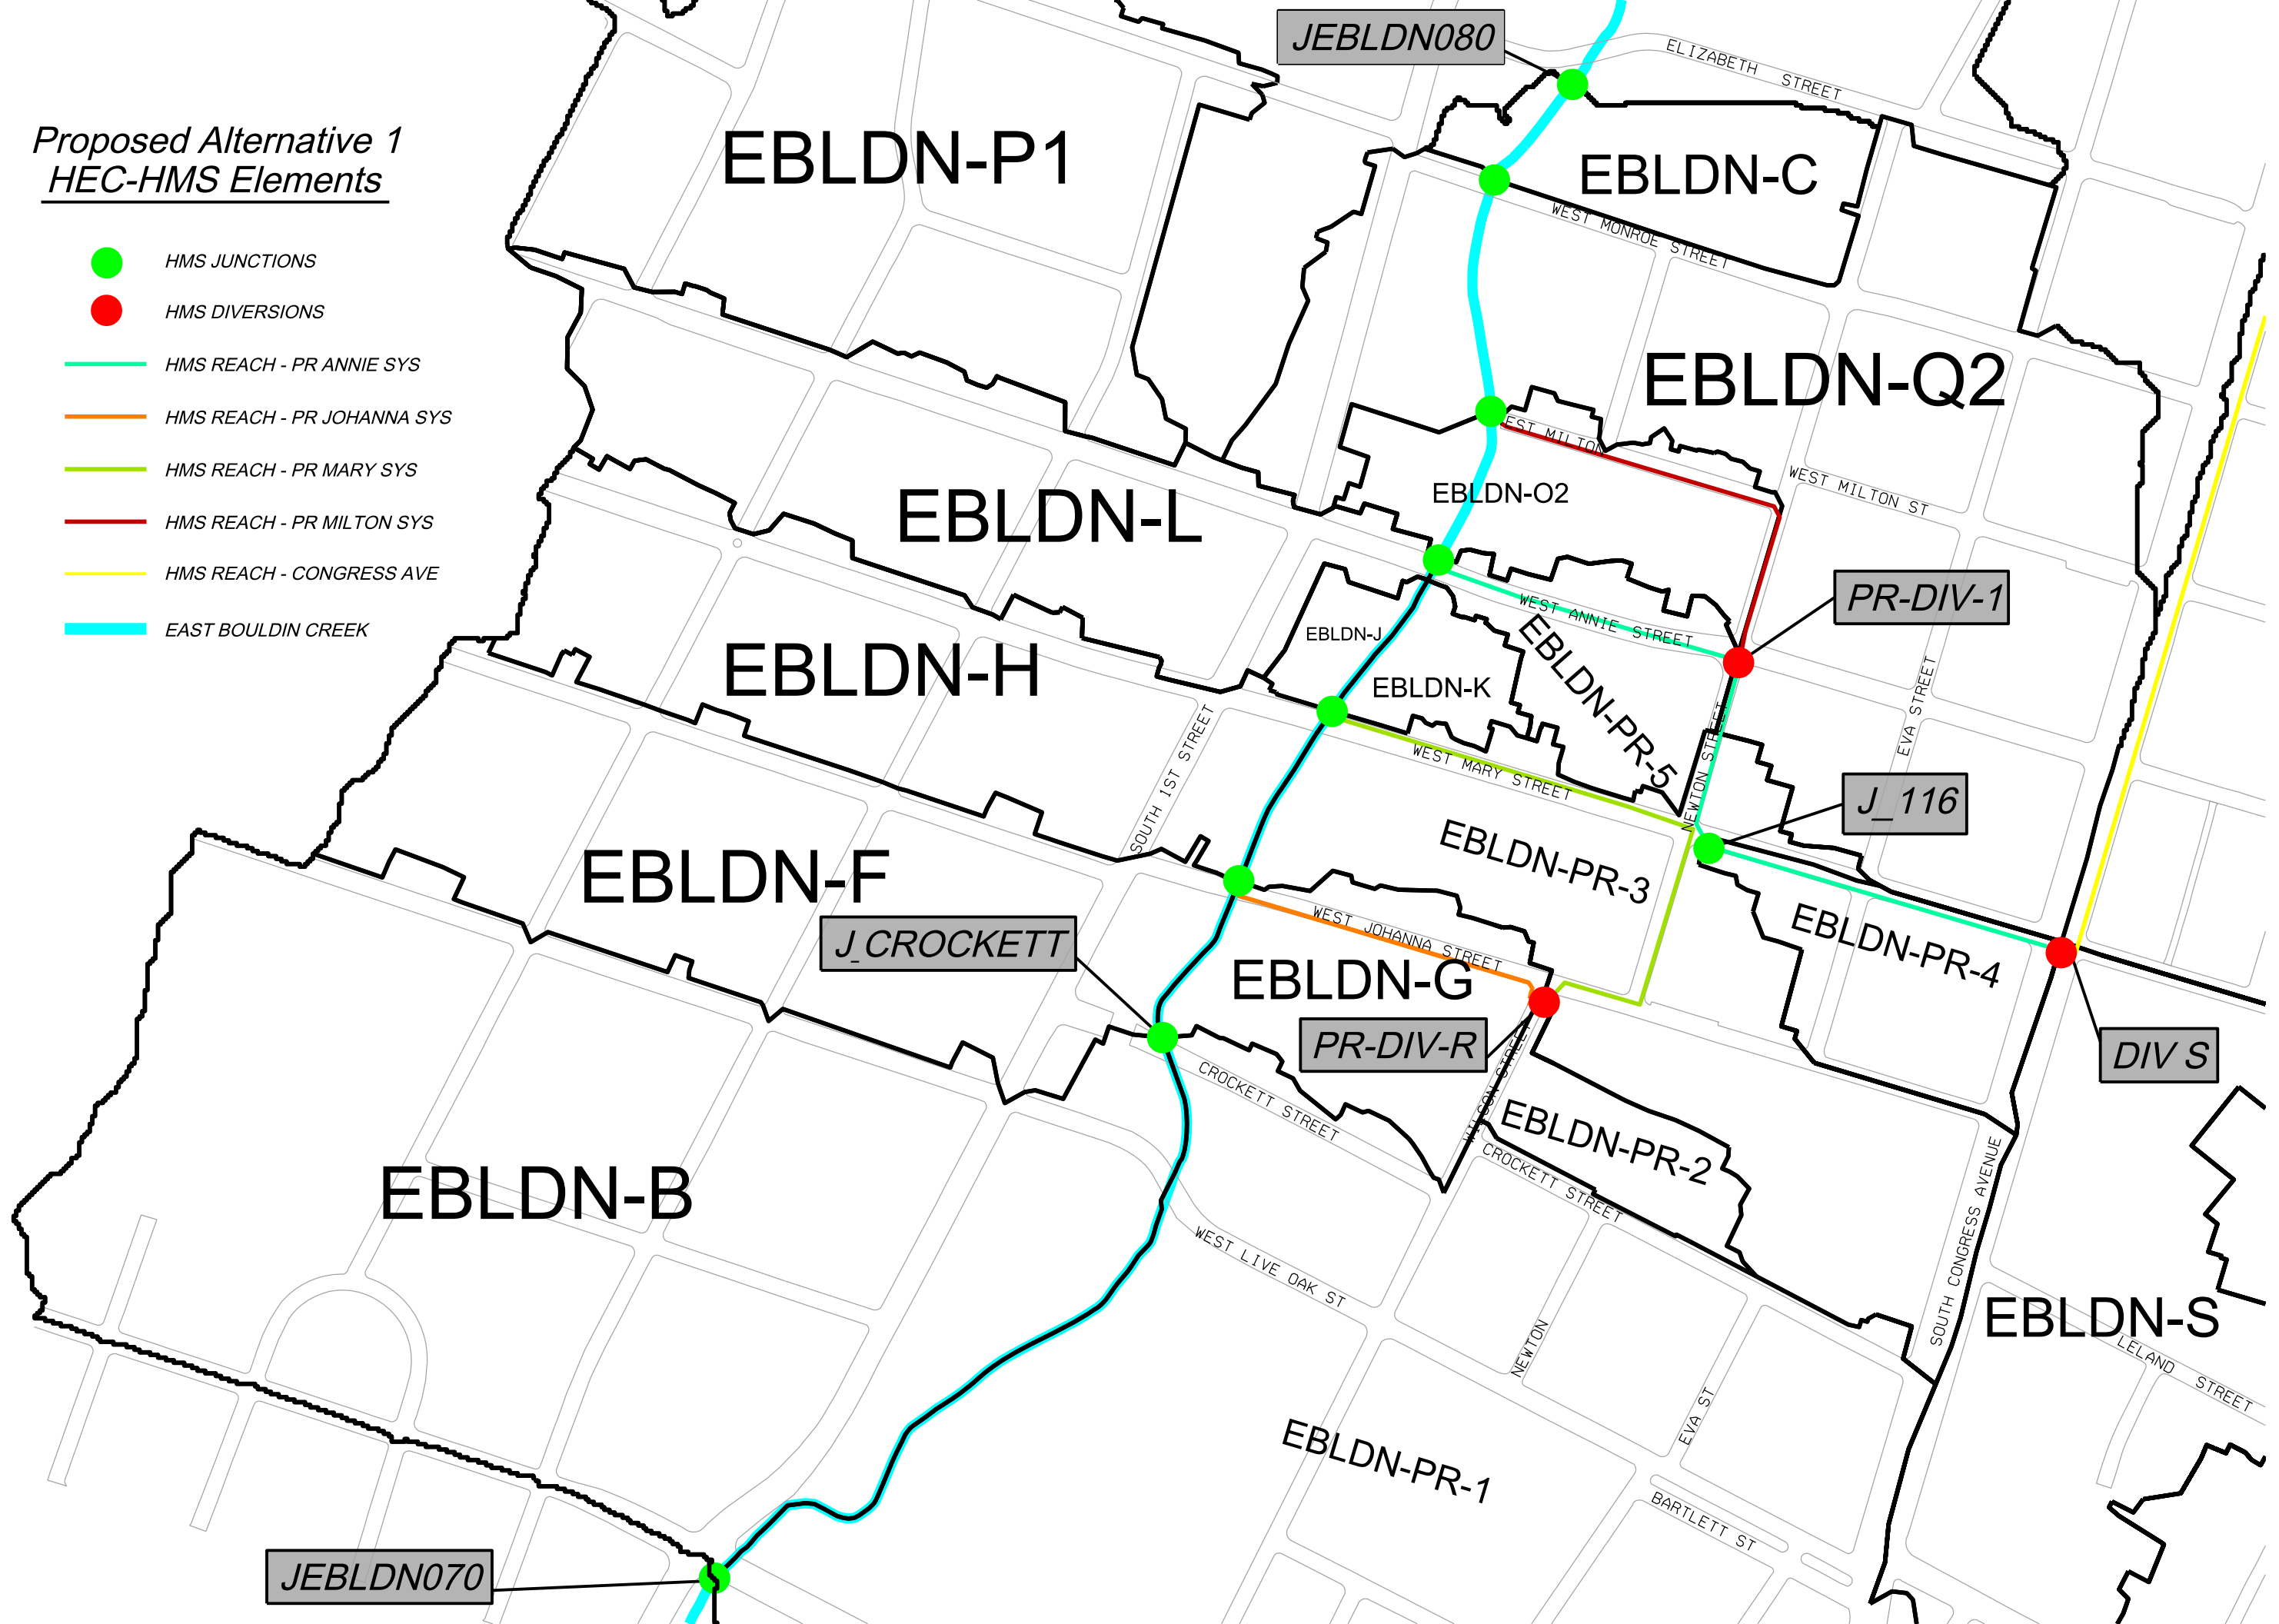 Proposed Alternative 1
HEC-HMS Elements
HMS JUNCTIONS
HMS DIVERSIONS
HMS REACH - PR ANNIE SYS
HMS REACH - PR JOHANNA SYS
HMS REACH - PR MARY SYS
HMS REACH - PR MILTON SYS
HMS REACH - CONGRESS AVE
EAST BOULDIN CREEK
JEBLDN080
ELIZABETH STREET
EBLDN-P1
EBLDN-C
WEST MONROE STREET
EBLDN-Q2
EST MILTON
WEST MILTON ST
EBLDN-O2
EBLDN-L
PR-DIV-1
WEST ANNIE STREET
EBLDN-J
EBLDN-PR-5
EBLDN-H
EBLDN-K
EVA STREET
NEWTON STREET
SOUTH 1ST STREET
WEST MARY STREET
J_116
EBLDN-PR-3
EBLDN-F
WEST JOHANNA STREET
EBLDN-PR-4
J_CROCKETT
EBLDN-G
PR-DIV-R
DIV S
WILSON STREET
CROCKETT STREET
EBLDN-PR-2
CROCKETT STREET
EBLDN-B
SOUTH CONGRESS AVENUE
WEST LIVE OAK ST
NEWTON
EBLDN-S
LELAND STREET
EVA ST
EBLDN-PR-1
BARTLETT ST
JEBLDN070